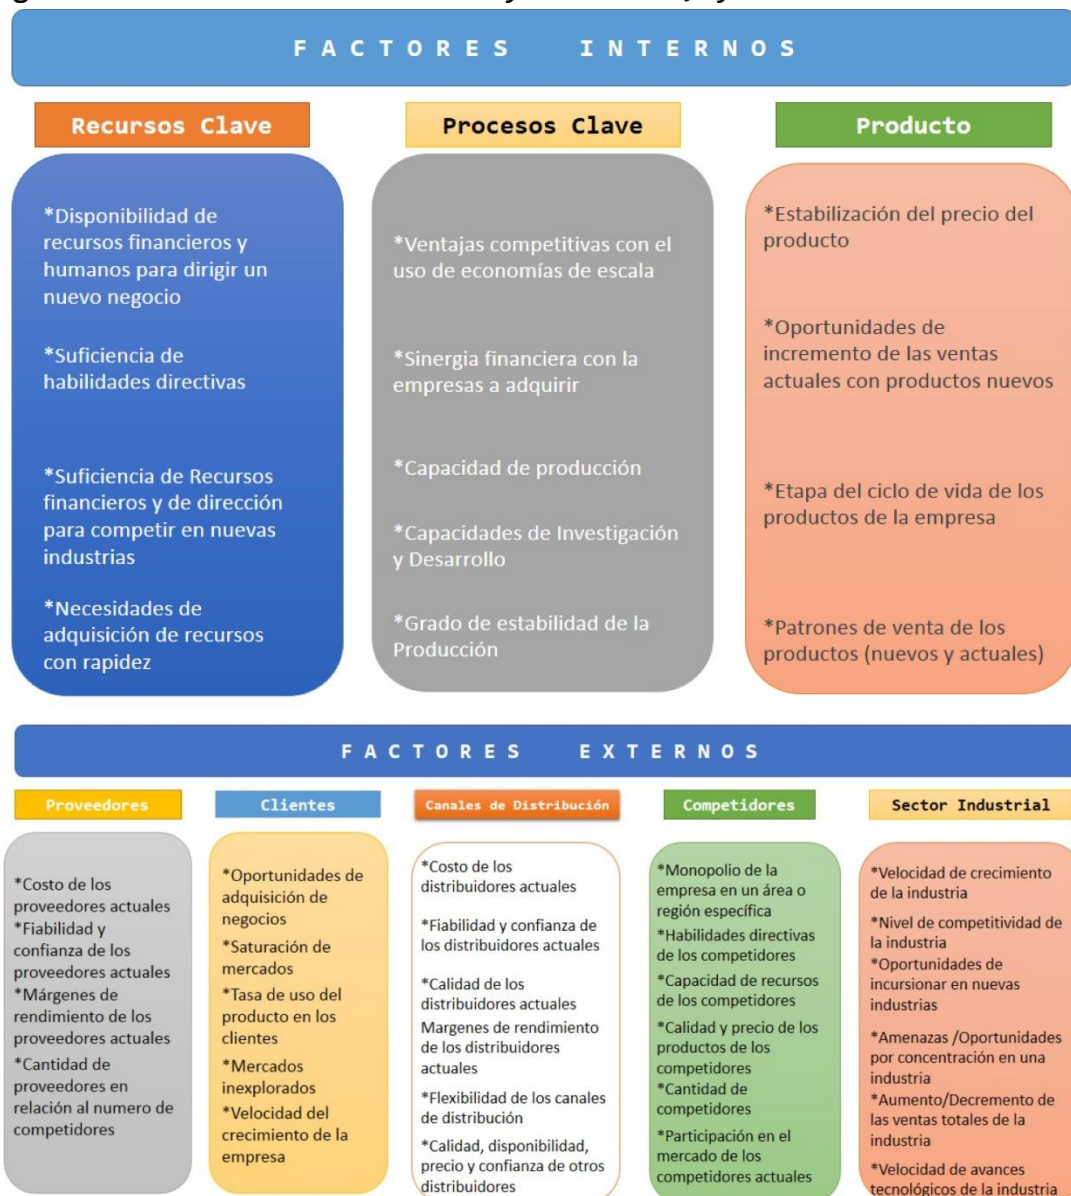 FACTORES INTERNOS
Recursos Clave
*Disponibilidad de
recursos financieros y
humanos para dirigir un
nuevo negocio
*Suficiencia de
habilidades directivas
*Suficiencia de Recursos
financieros y de dirección
para competir en nuevas
industrias
*Necesidades de
adquisición de recursos
con rapidez
Procesos Clave
*Ventajas competitivas con el
uso de economías de escala
*Sinergia financiera con la
empresas a adquirir
*Capacidad de producción
*Capacidades de Investigación
y Desarrollo
*Grado de estabilidad de la
Producción
Producto
*Estabilización del precio del
producto
*Oportunidades de
incremento de las ventas
actuales con productos nuevos
*Etapa del ciclo de vida de los
productos de la empresa
*Patrones de venta de los
productos (nuevos y actuales)
FACTORES EXTERNOS
Proveedores
*Costo de los
proveedores actuales
*Fiabilidad y
confianza de los
proveedores actuales
*Márgenes de
rendimiento de los
proveedores actuales
*Cantidad de
proveedores en
relación al numero de
competidores
Clientes
*Oportunidades de
adquisición de
negocios
*Saturación de
mercados
*Tasa de uso del
producto en los
clientes
*Mercados
inexplorados
*Velocidad del
crecimiento de la
empresa
Canales de Distribución
*Costo de los
distribuidores actuales
*Fiabilidad y confianza de
los distribuidores actuales
*Calidad de los
distribuidores actuales
Margenes de rendimiento
de los distribuidores
actuales
*Flexibilidad de los canales
de distribución
*Calidad, disponibilidad,
precio y confianza de otros
distribuidores
Competidores
*Monopolio de la
empresa en un área o
región específica
*Habilidades directivas
de los competidores
*Capacidad de recursos
de los competidores
*Calidad y precio de los
productos de los
competidores
*Cantidad de
competidores
*Participación en el
mercado de los
competidores actuales
Sector Industrial
*Velocidad de crecimiento
de la industria
*Nivel de competitividad de
la industria
*Oportunidades de
incursionar en nuevas
industrias
*Amenazas /Oportunidades
por concentración en una
industria
*Aumento/Decremento de
las ventas totales de la
industria
*Velocidad de avances
tecnológicos de la industria